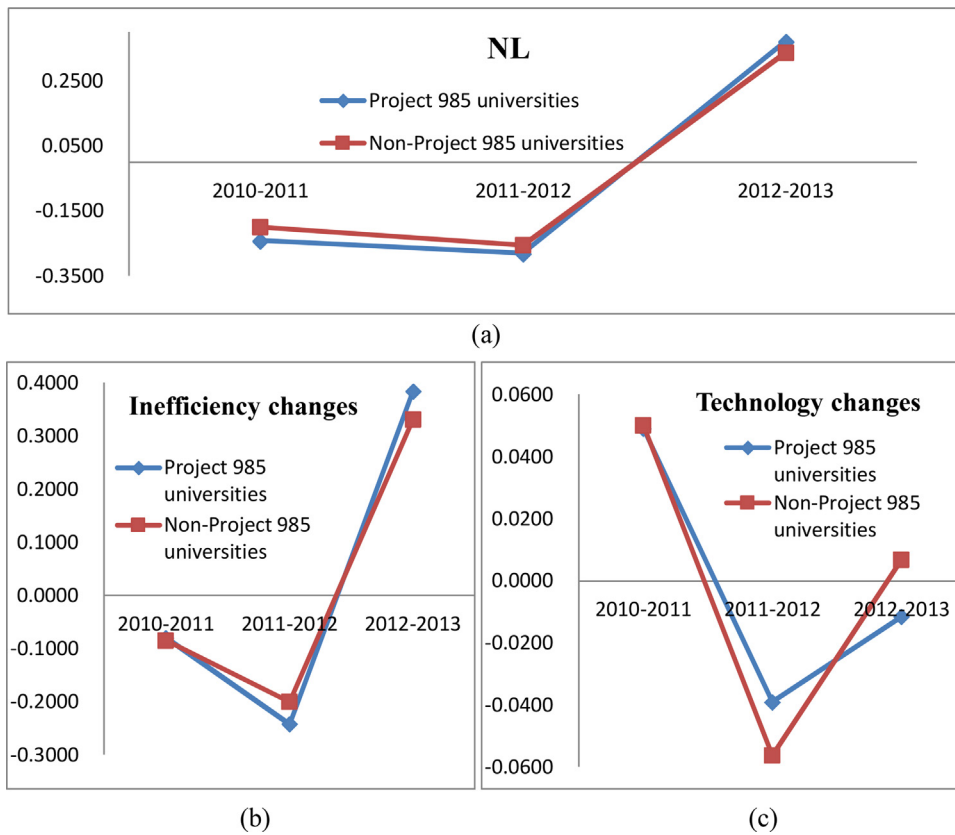 NL
0.2500
0.0500
-0.1500
-0.3500
Project 985 universities
Non-Project 985 universities
2010-2011
2011-2012
2012-2013
(a)
Inefficiency changes
0.4000
0.3000
0.2000
0.1000
0.0000
-0.1000
-0.2000
-0.3000
Project 985
universities
Non-Project 985
universities
2010-2011
2011-2012
2012-2013
(b)
Technology changes
0.0600
0.0400
0.0200
0.0000
-0.0200
-0.0400
-0.0600
Project 985
universities
Non-Project 985
universities
2010-2011
2011-2012
2012-2013
(c)